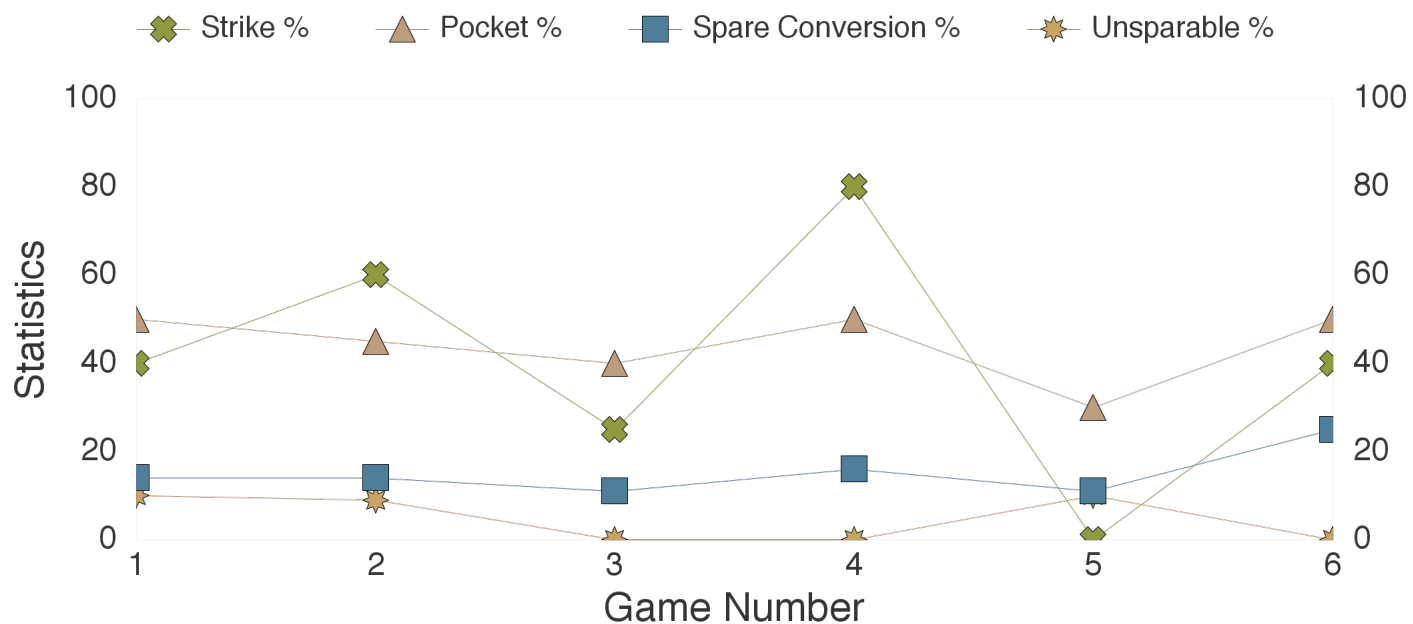 Strike % Pocket % Spare Conversion % Unsparable %
100 100
80 80
60 60
40 40
20 20
0 0
Statistics
1 2 3 4 5 6
Game Number